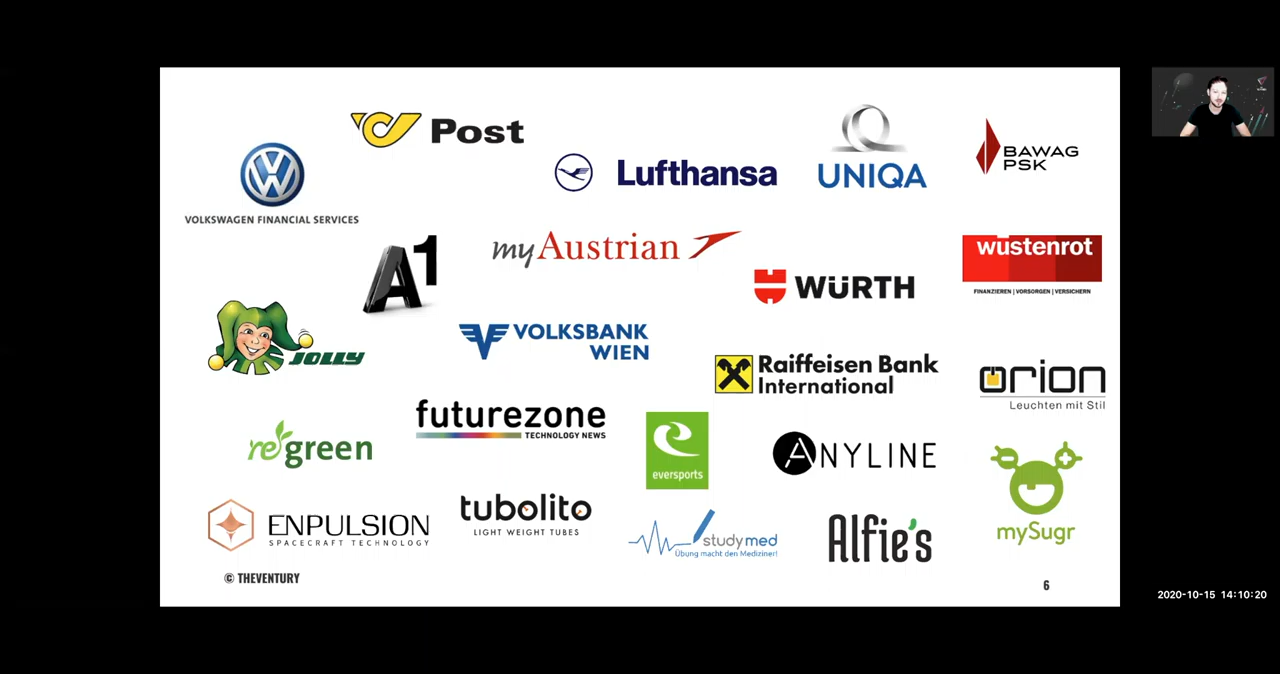 Post
Lufthansa
UNIQA
BAWAG
PSK
VOLKSWAGEN FINANCIAL SERVICES
A1
myAustrian
WÜRTH
wüstenrot
FINANZIEREN | VORSORGEN | VERSICHERN
JOLLY
VOLKSBANK
WIEN
Raiffeisen Bank
International
orion
Leuchten mit Stil
re'green
futurezone
TECHNOLOGY NEWS
eversports
ANYLINE
mySugr
ENPULSION
SPACECRAFT TECHNOLOGY
tubolito
LIGHT WEIGHT TUBES
studymed
Übung macht den Mediziner!
Alfie's
© THEVENTURY
6
2020-10-15 14:10:20